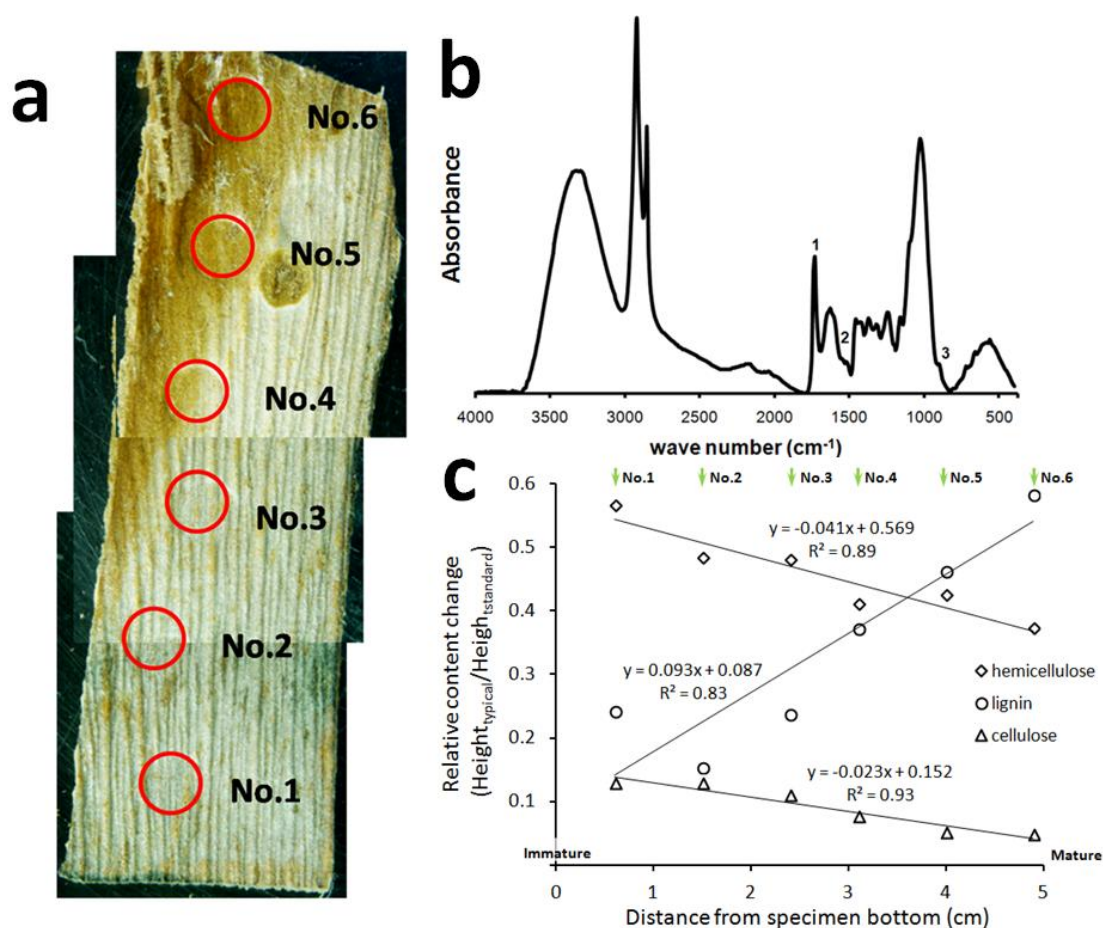 a
No.6
No.5
No.4
No.3
No.2
No.1
b
Absorbance
1
2
3
4000 3500 3000 2500 2000 1500 1000 500
wave number (cm⁻¹)
c
No.1 No.2 No.3 No.4 No.5 No.6
Relative content change
(Height_typical/Heigh_tstandard)
0.6
0.5
0.4
0.3
0.2
0.1
y = -0.041x + 0.569
R² = 0.89
y = 0.093x + 0.087
R² = 0.83
hemicellulose
lignin
cellulose
y = -0.023x + 0.152
R² = 0.93
Immature Mature
0 1 2 3 4 5
Distance from specimen bottom (cm)